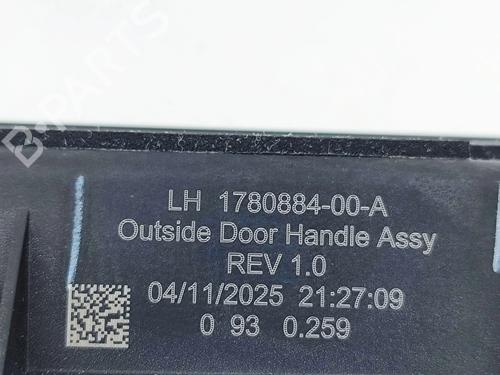 LH 1780884-00-A
Outside Door Handle Assy
REV 1.0
04/11/2025 21:27:09
0 93 0.259
B-PARTS